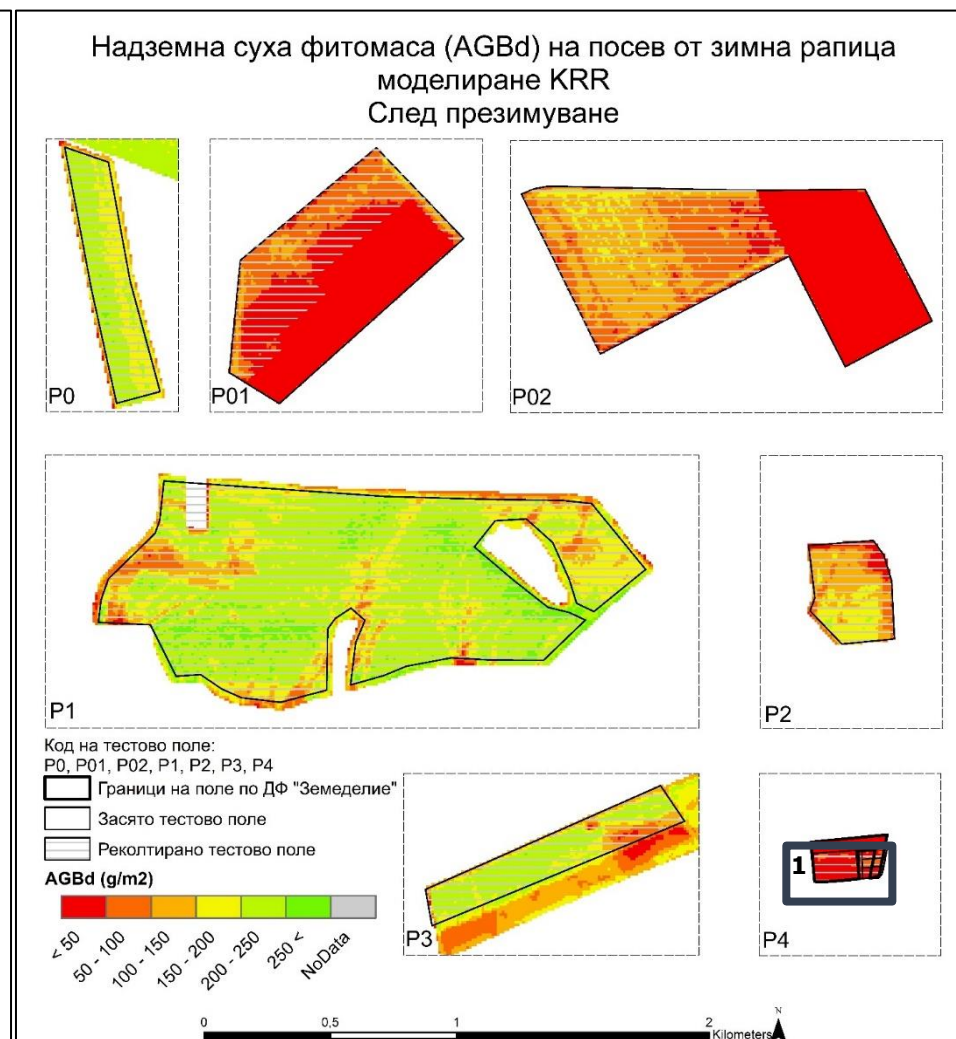 Надземна суха фитомаса (AGBd) на посев от зимна рапица
моделиране KRR
След презимуване
P0
P01
P02
P1
P2
Код на тестово поле:
P0, P01, P02, P1, P2, P3, P4
Граници на поле по ДФ "Земеделие"
Засято тестово поле
Реколтирано тестово поле
AGBd (g/m2)
< 50
50 - 100
100 - 150
150 - 200
200 - 250
250 <
NoData
P3
1
P4
0
0,5
1
2
Kilometers
N